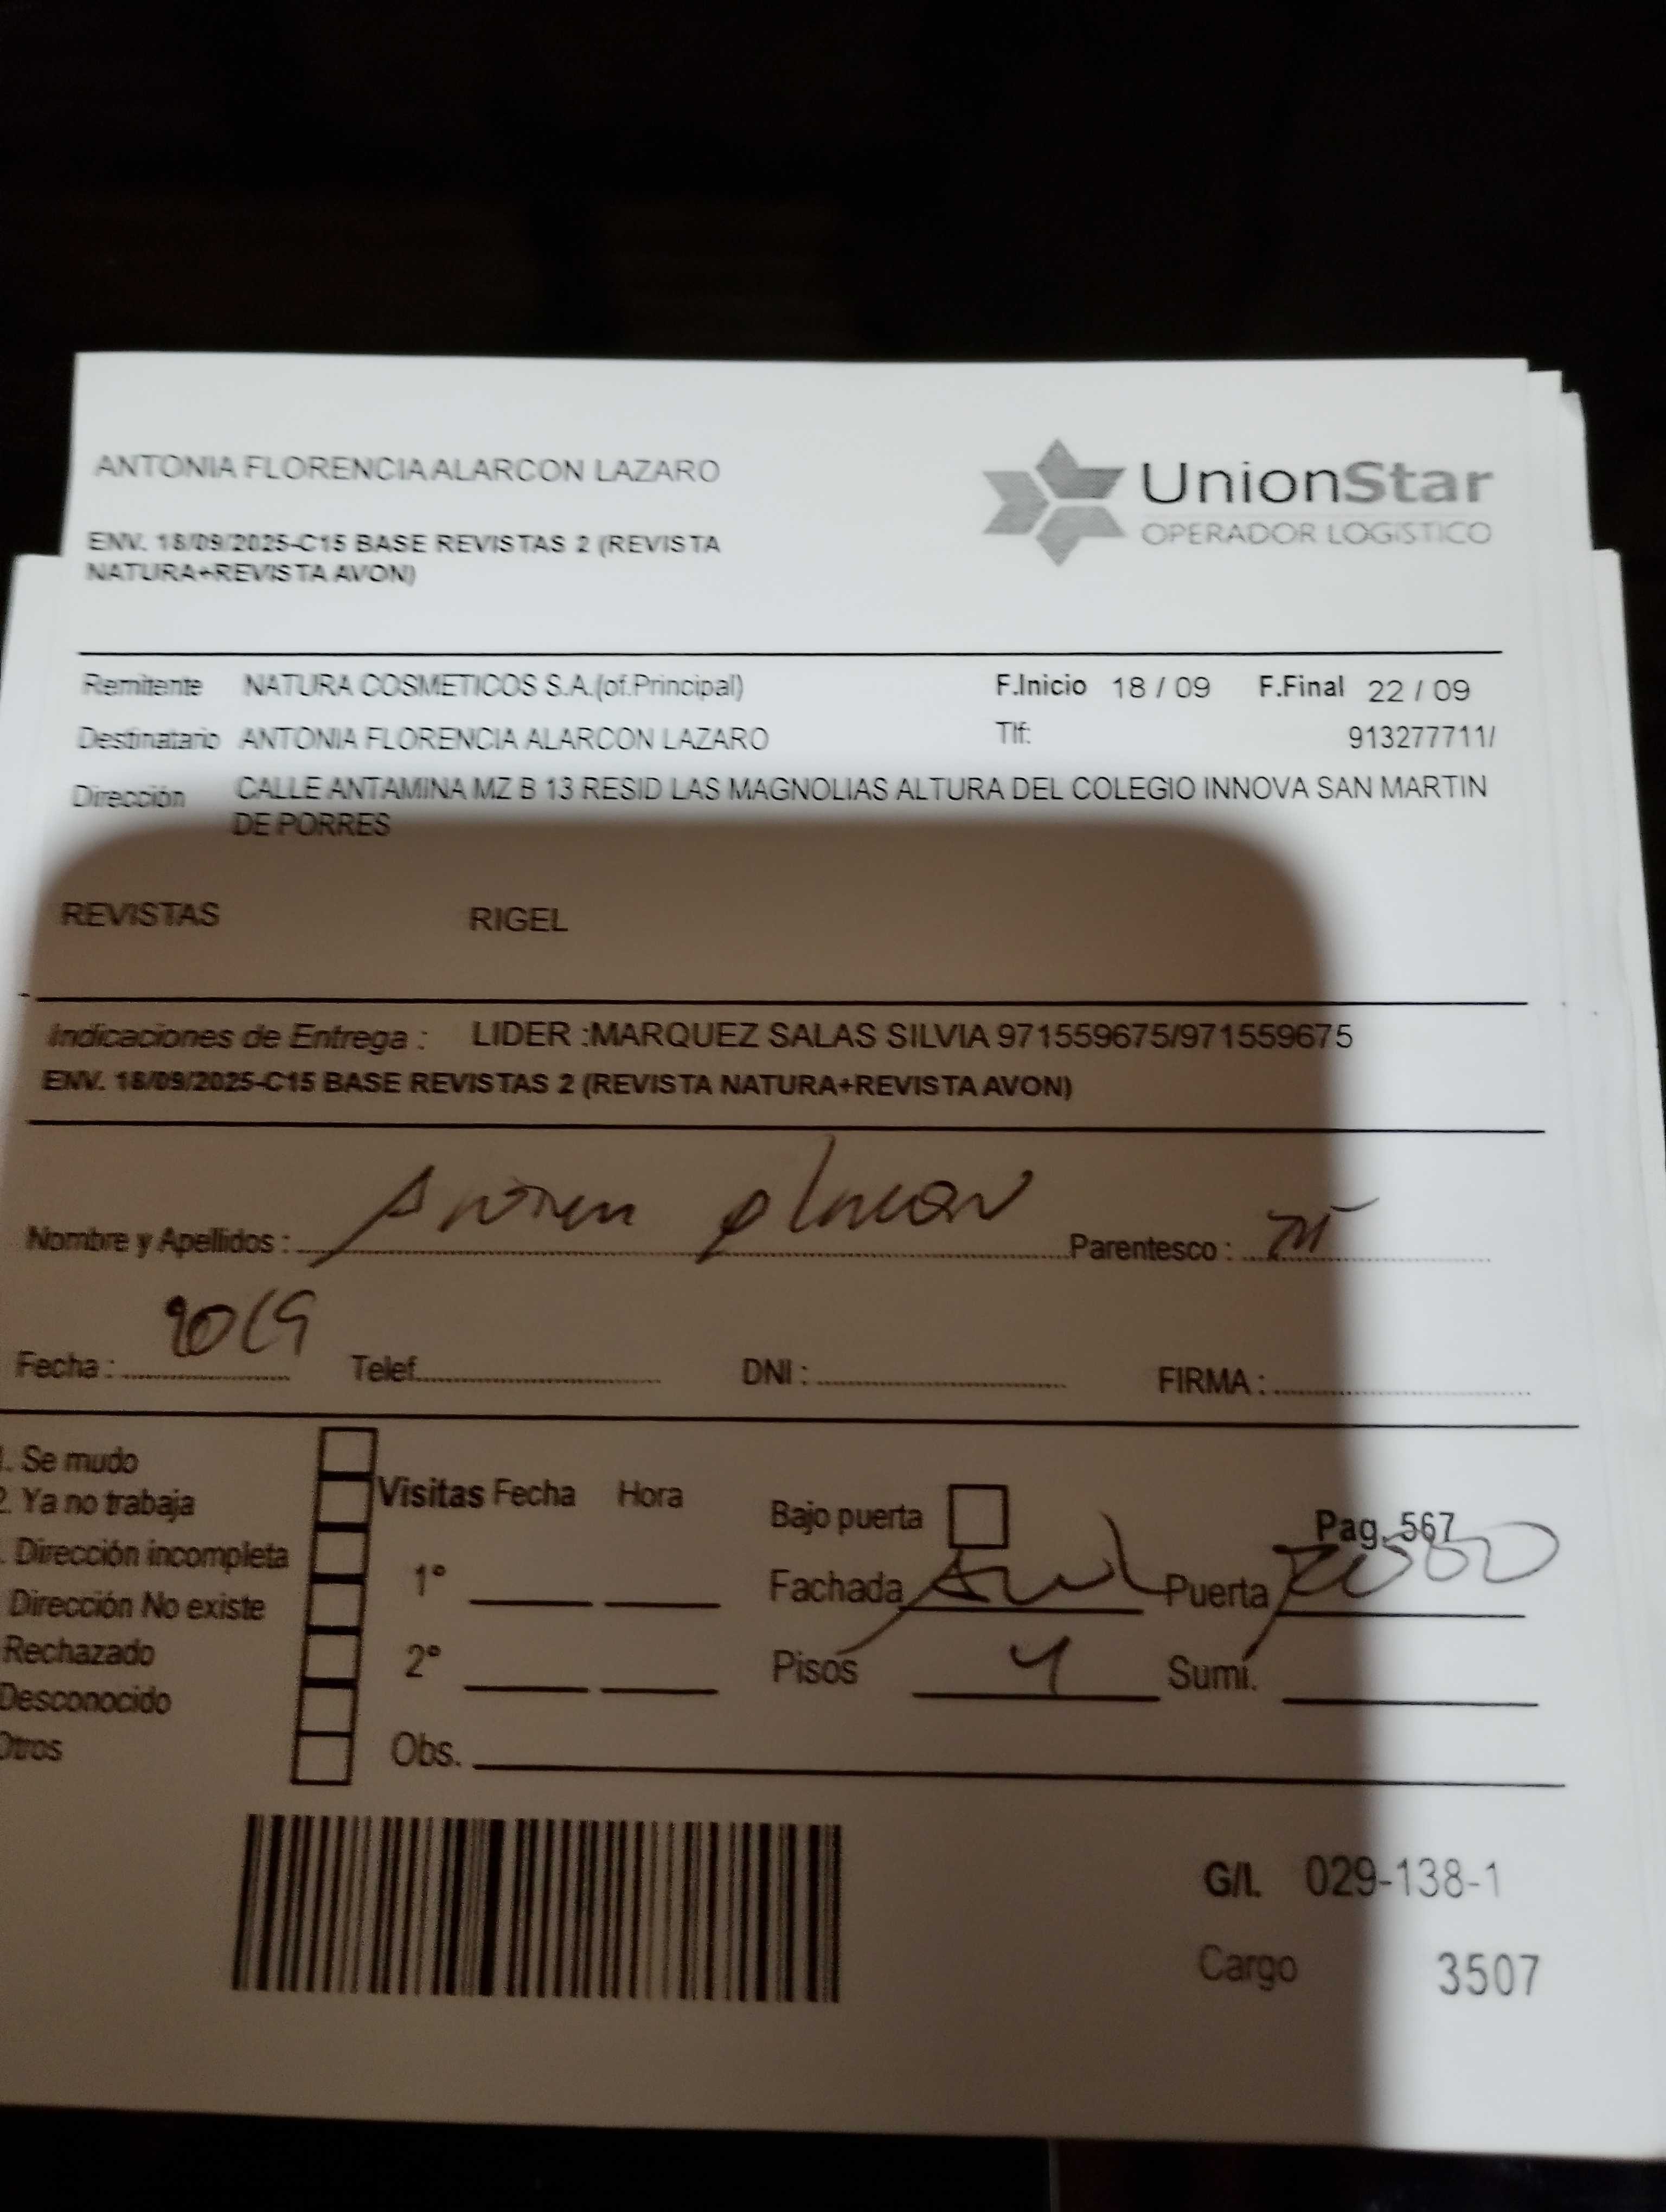 ANTONIA FLORENCIA ALARCON LAZARO
UnionStar
OPERADOR LOGÍSTICO
ENV. 18/09/2025-C15 BASE REVISTAS 2 (REVISTA
NATURA+REVISTA AVON)
Remitente NATURA COSMETICOS S.A.(of.Principal) F.Inicio 18 / 09 F.Final 22 / 09
Destinatario ANTONIA FLORENCIA ALARCON LAZARO Tlf: 913277711/
Dirección CALLE ANTAMINA MZ B 13 RESID LAS MAGNOLIAS ALTURA DEL COLEGIO INNOVA SAN MARTIN
DE PORRES
REVISTAS RIGEL
Indicaciones de Entrega : LIDER :MARQUEZ SALAS SILVIA 971559675/971559675
ENV. 18/09/2025-C15 BASE REVISTAS 2 (REVISTA NATURA+REVISTA AVON)
Nombre y Apellidos : Parentesco :
Fecha : Telef. DNI : FIRMA :
1. Se mudo
2. Ya no trabaja
. Dirección incompleta
Dirección No existe
Rechazado
Desconocido
Otros
Visitas Fecha Hora
1°
2°
Obs.
Bajo puerta Pag. 567
Fachada Puerta
Pisos 4 Sumi.
G/I. 029-138-1
Cargo 3507